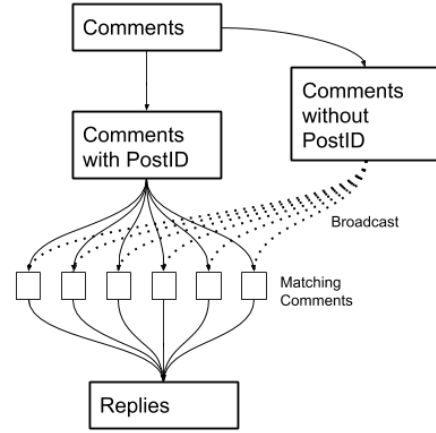 Comments
Comments
without
PostID
Comments
with PostID
Broadcast
Matching
Comments
Replies